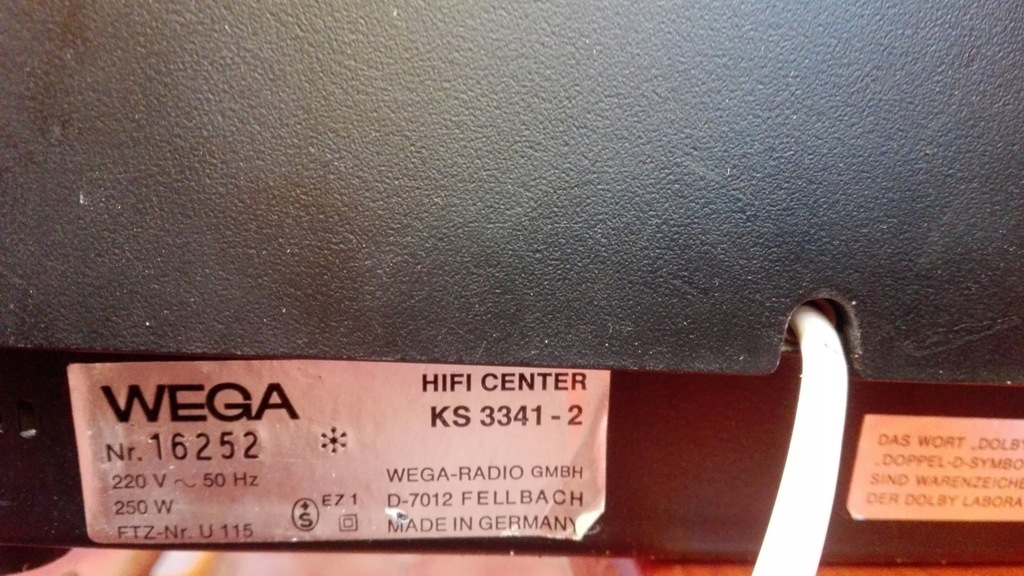 WEGA
Nr. 16252
220 V ~ 50 Hz
250 W
FTZ-Nr. U 115
S
EZ 1
HIFI CENTER
KS 3341-2
WEGA-RADIO GMBH
D-7012 FELLBACH
MADE IN GERMANY
DAS WORT „DOLBY
„DOPPEL-D-SYMBO
SIND WARENZEICHE
DER DOLBY LABORA